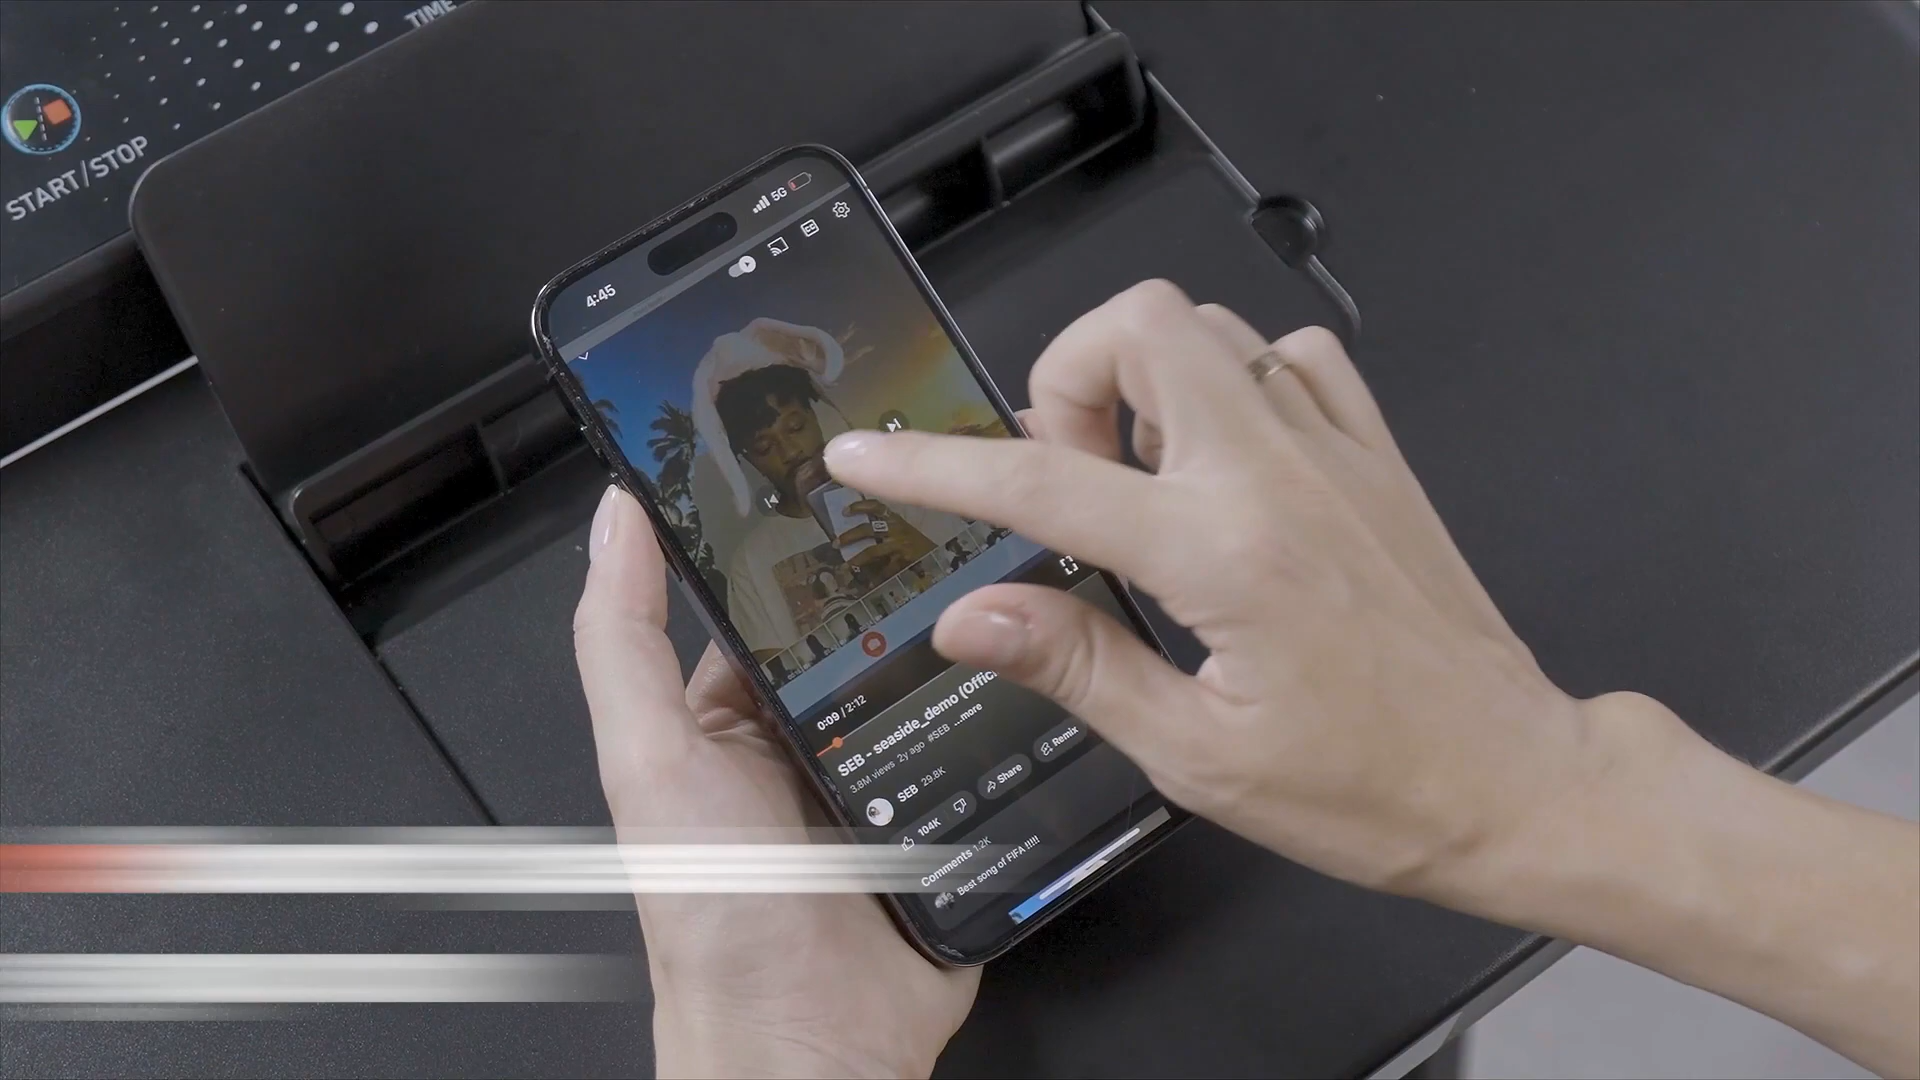 TIME
START/STOP
5G
4:45
CC
0:09 / 2:12
SEB - seaside_demo (Offic
3.8M views 2y ago #SEB ...more
SEB 29.8K
104K
Share
Remix
Comments 1.2K
Best song of FIFA !!!!!